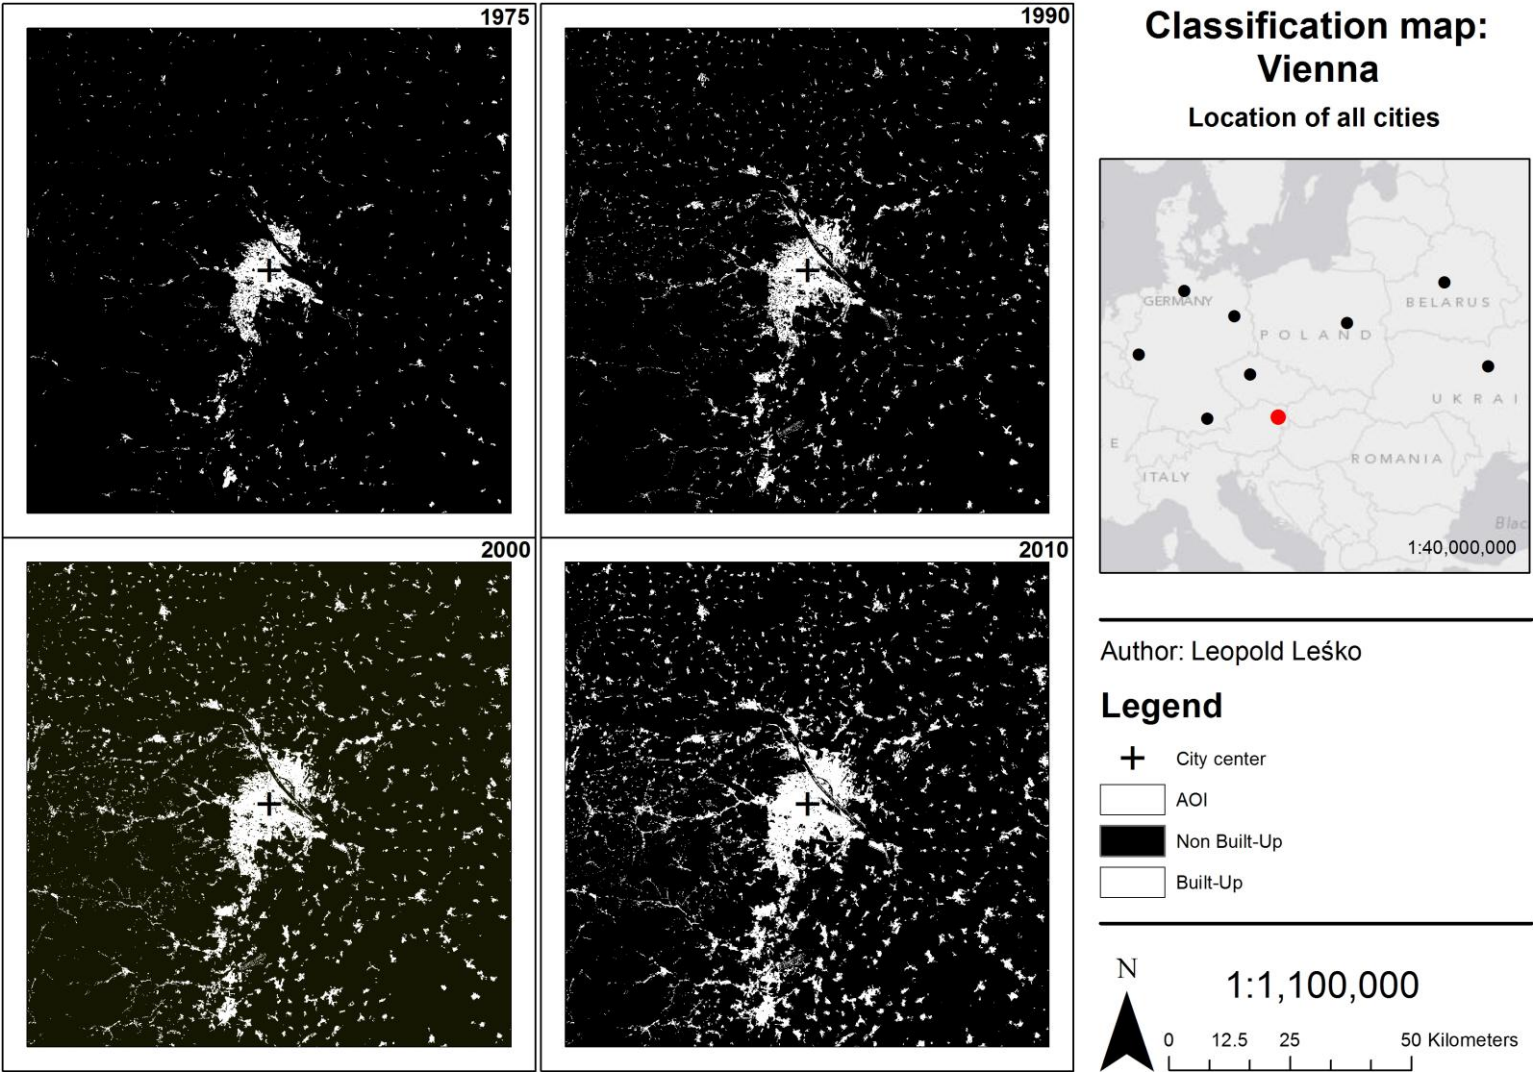 1975
1990
2000
2010
Classification map:
Vienna
Location of all cities
GERMANY
POLAND
BELARUS
UKRAI
E
ITALY
ROMANIA
Blac
1:40,000,000
Author: Leopold Leśko
Legend
City center
AOI
Non Built-Up
Built-Up
N
1:1,100,000
0 12.5 25 50 Kilometers